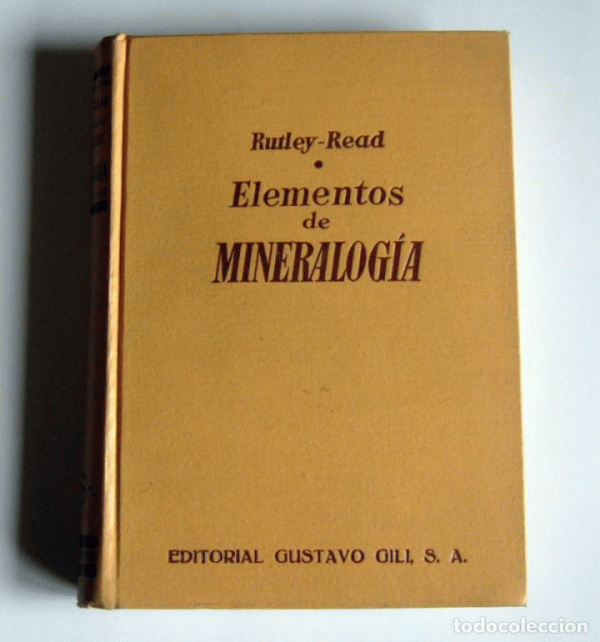 Rutley-Read
Elementos
de
MINERALOGÍA
EDITORIAL GUSTAVO GILI, S. A.
todocoleccion